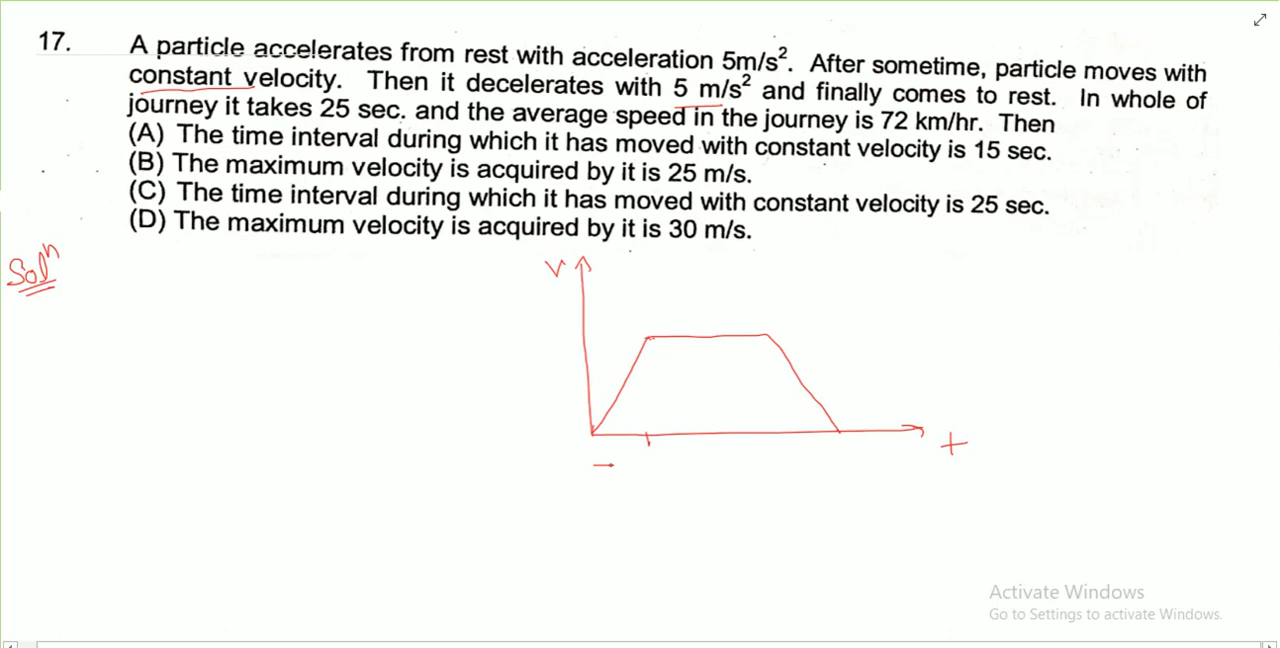 17. A particle accelerates from rest with acceleration 5m/s². After sometime, particle moves with
constant velocity. Then it decelerates with 5 m/s² and finally comes to rest. In whole of
journey it takes 25 sec. and the average speed in the journey is 72 km/hr. Then
(A) The time interval during which it has moved with constant velocity is 15 sec.
(B) The maximum velocity is acquired by it is 25 m/s.
(C) The time interval during which it has moved with constant velocity is 25 sec.
(D) The maximum velocity is acquired by it is 30 m/s.
Solⁿ
V
t
Activate Windows
Go to Settings to activate Windows.